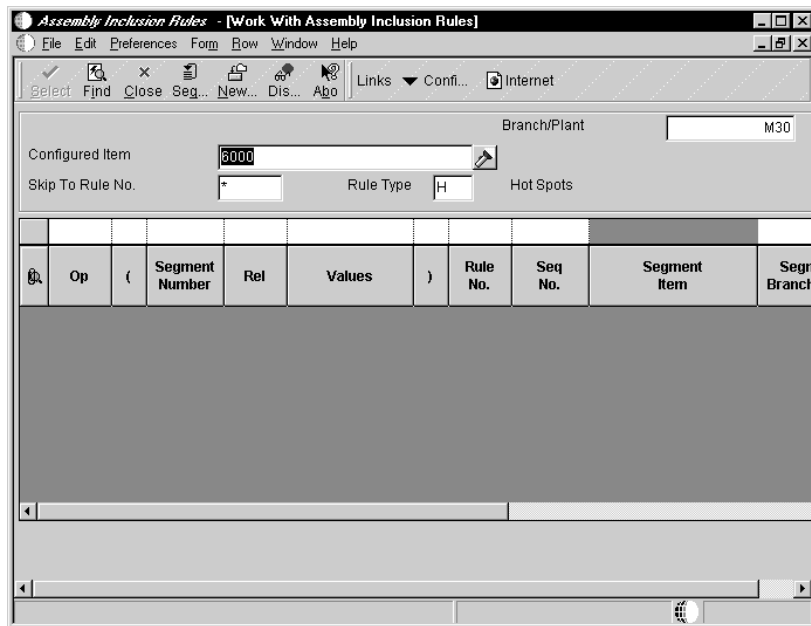 Assembly Inclusion Rules - [Work With Assembly Inclusion Rules]
File Edit Preferences Form Row Window Help
Select Find Close Seq... New... Dis... Abo Links Confi... Internet
Branch/Plant M30
Configured Item 6000
Skip To Rule No. * Rule Type H Hot Spots
Op ( Segment Number Rel Values ) Rule No. Seq No. Segment Item Segr Branch